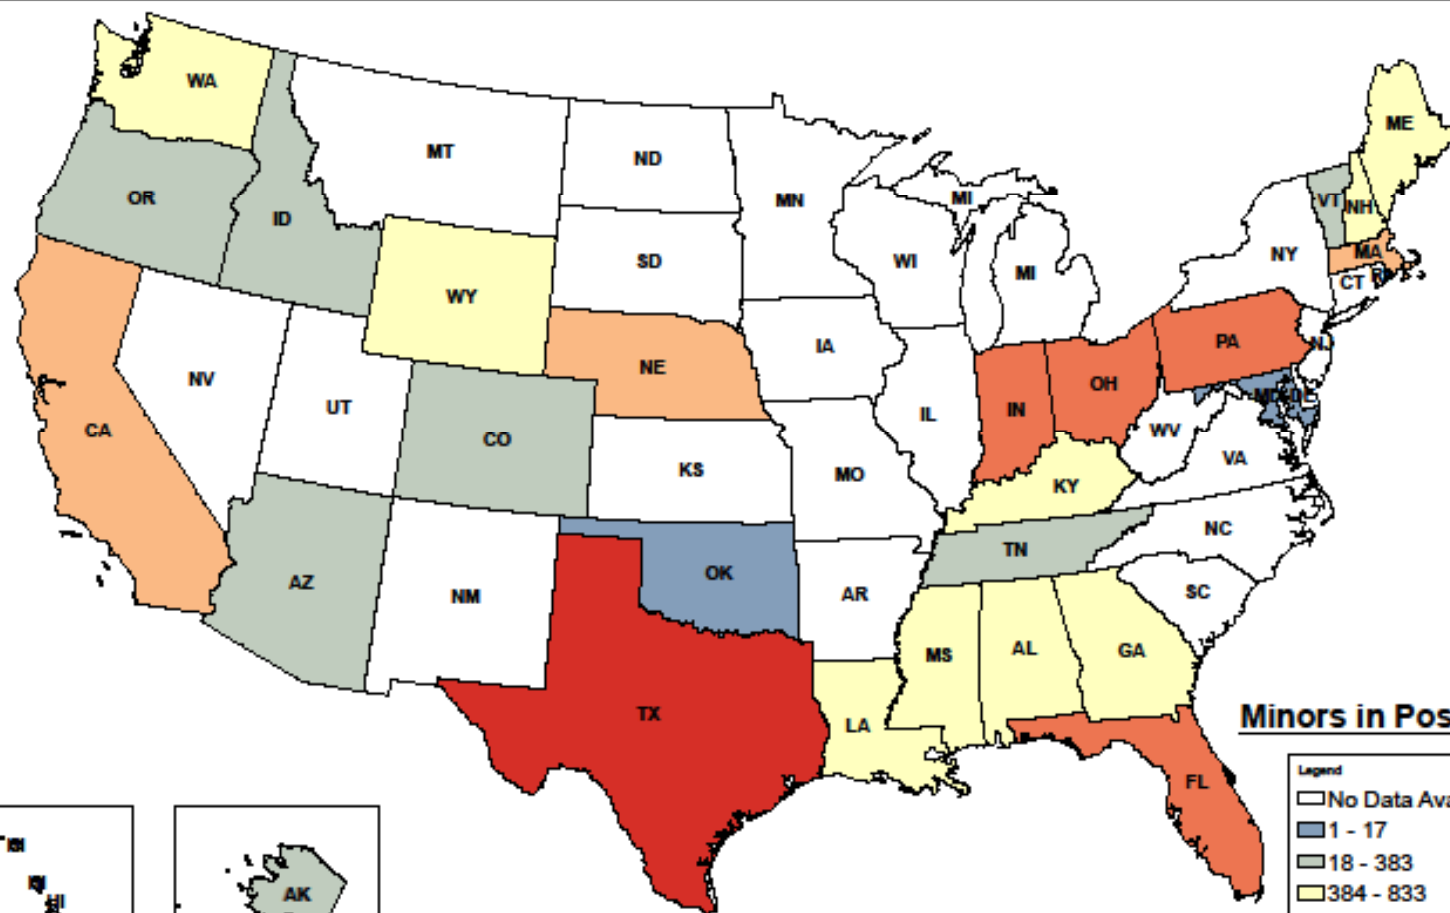 WA
ME
MT
ND
OR
ID
MN
MI
VT
NH
NY
MA
WI
SD
MI
CT
WY
IA
NE
PA
NV
UT
OH
IN
IL
CA
CO
WV
VA
KS
MO
KY
NC
TN
OK
AZ
NM
AR
SC
MS
AL
GA
TX
LA
FL
AK
Minors in Pos
Legend
No Data Ava
1 - 17
18 - 383
384 - 833